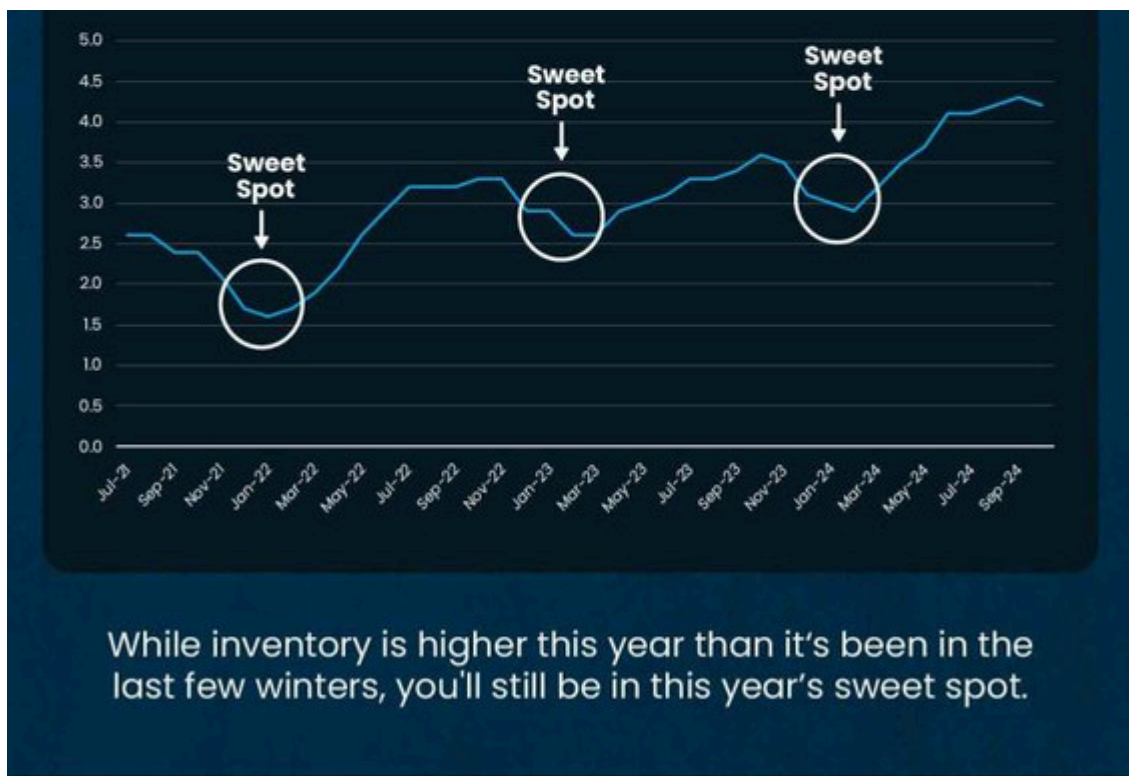 5.0
4.5
4.0
3.5
3.0
2.5
2.0
1.5
1.0
0.5
0.0
Sweet
Spot
Sweet
Spot
Sweet
Spot
Jul-21
Sep-21
Nov-21
Jan-22
Mar-22
May-22
Jul-22
Sep-22
Nov-22
Jan-23
Mar-23
May-23
Jul-23
Sep-23
Nov-23
Jan-24
Mar-24
May-24
Jul-24
Sep-24
While inventory is higher this year than it‘s been in the
last few winters, you'll still be in this year’s sweet spot.